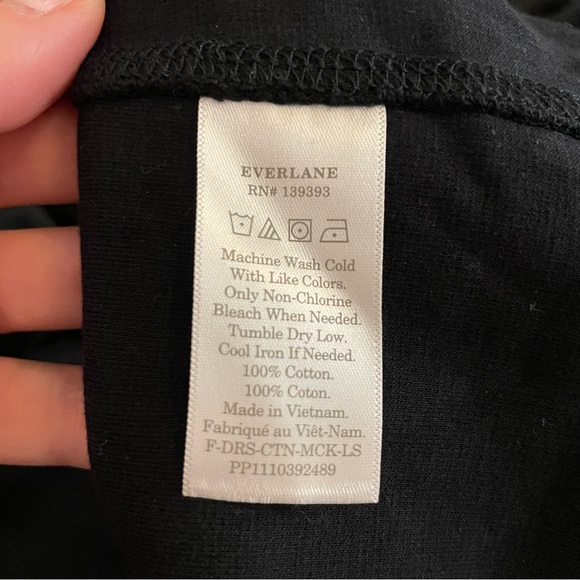 EVERLANE
RN# 139393
Machine Wash Cold
With Like Colors.
Only Non-Chlorine
Bleach When Needed.
Tumble Dry Low.
Cool Iron If Needed.
100% Cotton.
100% Coton.
Made in Vietnam.
Fabriqué au Viêt-Nam.
F-DRS-CTN-MCK-LS
PP1110392489